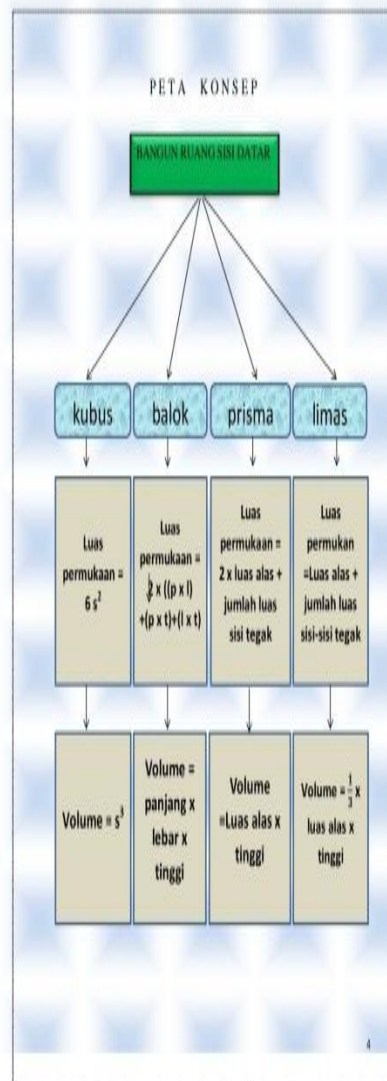 PETA KONSEP
BANGUN RUANG SISI DATAR
kubus
balok
prisma
limas
Luas
permukaan =
6 s²
Luas
permukaan =
2 x ((p x l)
+(p x t)+(l x t)
Luas
permukaan =
2 x luas alas +
jumlah luas
sisi tegak
Luas
permukan
=Luas alas +
jumlah luas
sisi-sisi tegak
Volume = s³
Volume =
panjang x
lebar x
tinggi
Volume
=Luas alas x
tinggi
Volume = 1/3 x
luas alas x
tinggi
4